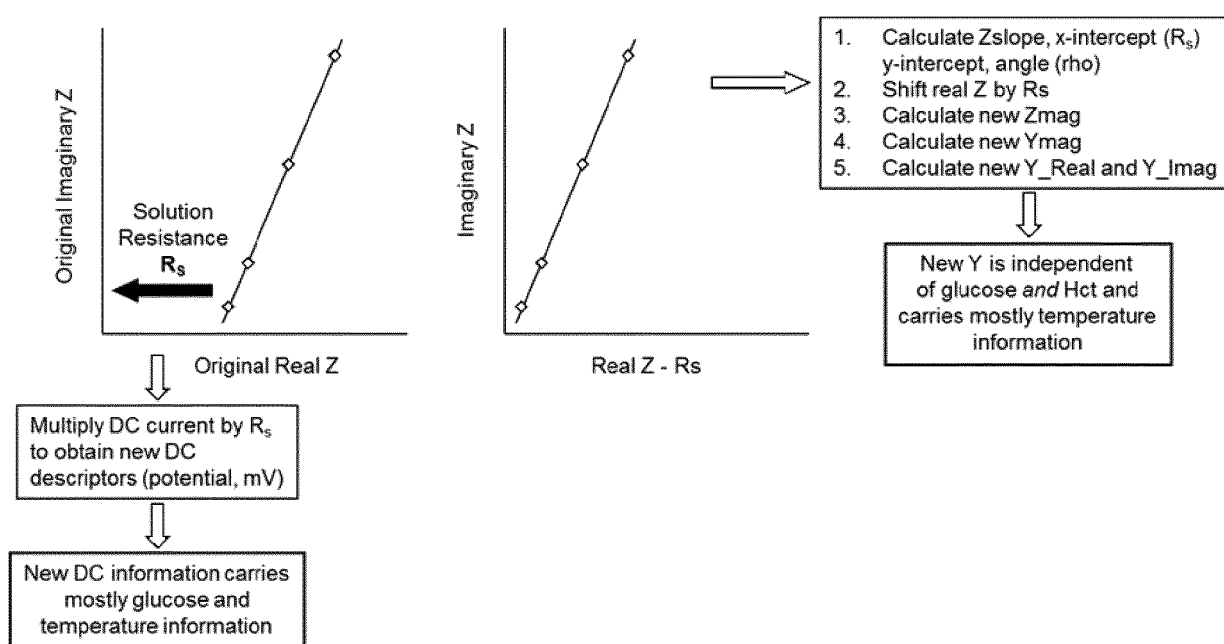 Original Imaginary Z
Solution
Resistance
Rs
Original Real Z
Imaginary Z
Real Z - Rs
1. Calculate Zslope, x-intercept (Rs)
y-intercept, angle (rho)
2. Shift real Z by Rs
3. Calculate new Zmag
4. Calculate new Ymag
5. Calculate new Y_Real and Y_Imag
New Y is independent
of glucose and Hct and
carries mostly temperature
information
Multiply DC current by Rs
to obtain new DC
descriptors (potential, mV)
New DC information carries
mostly glucose and
temperature information